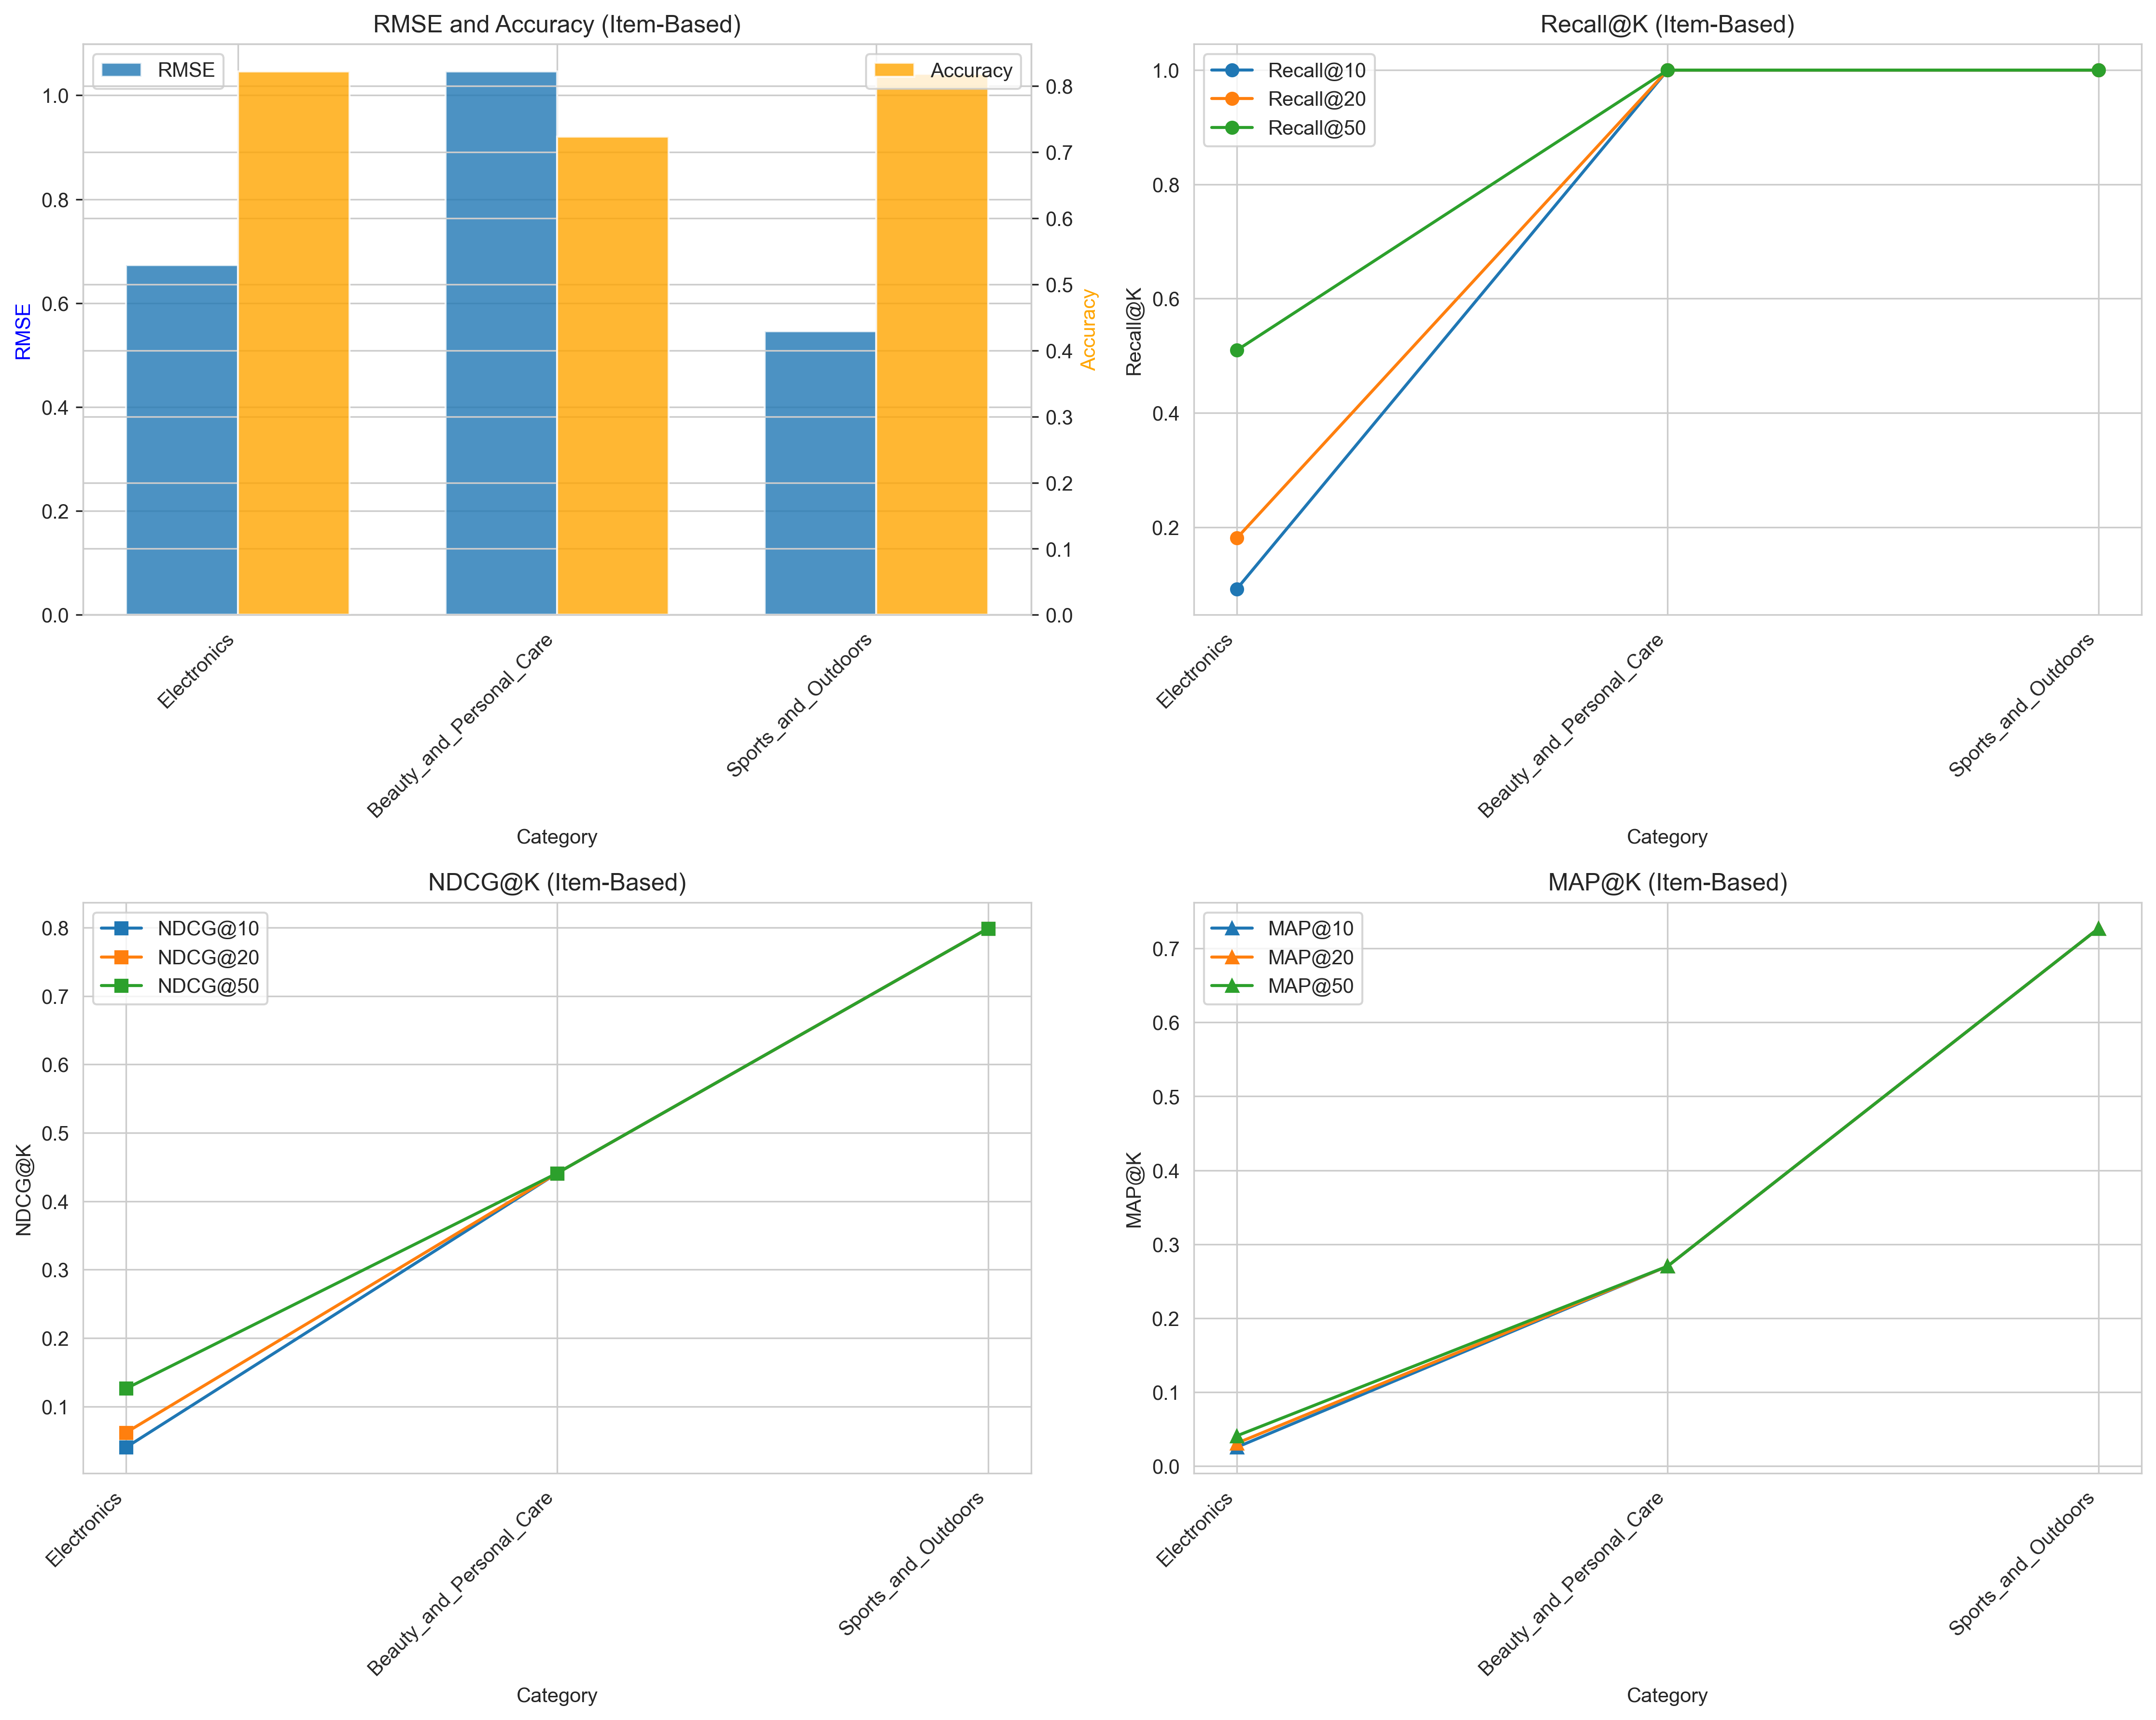 RMSE and Accuracy (Item-Based)
RMSE
Accuracy
1.0
0.8
0.6
0.4
0.2
0.0
RMSE
0.8
0.7
0.6
0.5
0.4
0.3
0.2
0.1
0.0
Accuracy
Electronics
Beauty_and_Personal_Care
Sports_and_Outdoors
Category
Recall@K (Item-Based)
Recall@10
Recall@20
Recall@50
1.0
0.8
0.6
0.4
0.2
Recall@K
Electronics
Beauty_and_Personal_Care
Sports_and_Outdoors
Category
NDCG@K (Item-Based)
NDCG@10
NDCG@20
NDCG@50
0.8
0.7
0.6
0.5
0.4
0.3
0.2
0.1
NDCG@K
Electronics
Beauty_and_Personal_Care
Sports_and_Outdoors
Category
MAP@K (Item-Based)
MAP@10
MAP@20
MAP@50
0.7
0.6
0.5
0.4
0.3
0.2
0.1
0.0
MAP@K
Electronics
Beauty_and_Personal_Care
Sports_and_Outdoors
Category